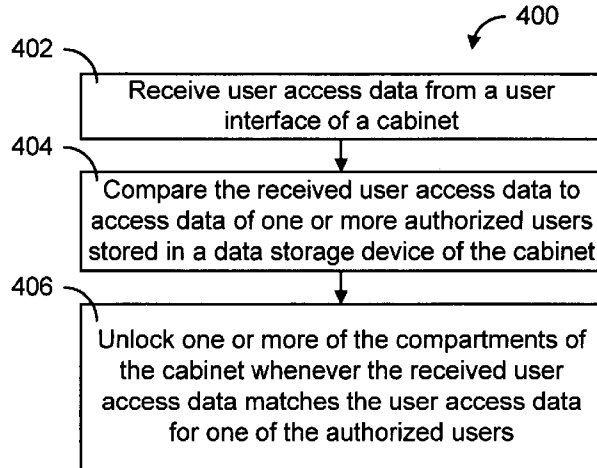 400
402
Receive user access data from a user
interface of a cabinet
404
Compare the received user access data to
access data of one or more authorized users
stored in a data storage device of the cabinet
406
Unlock one or more of the compartments of
the cabinet whenever the received user
access data matches the user access data
for one of the authorized users